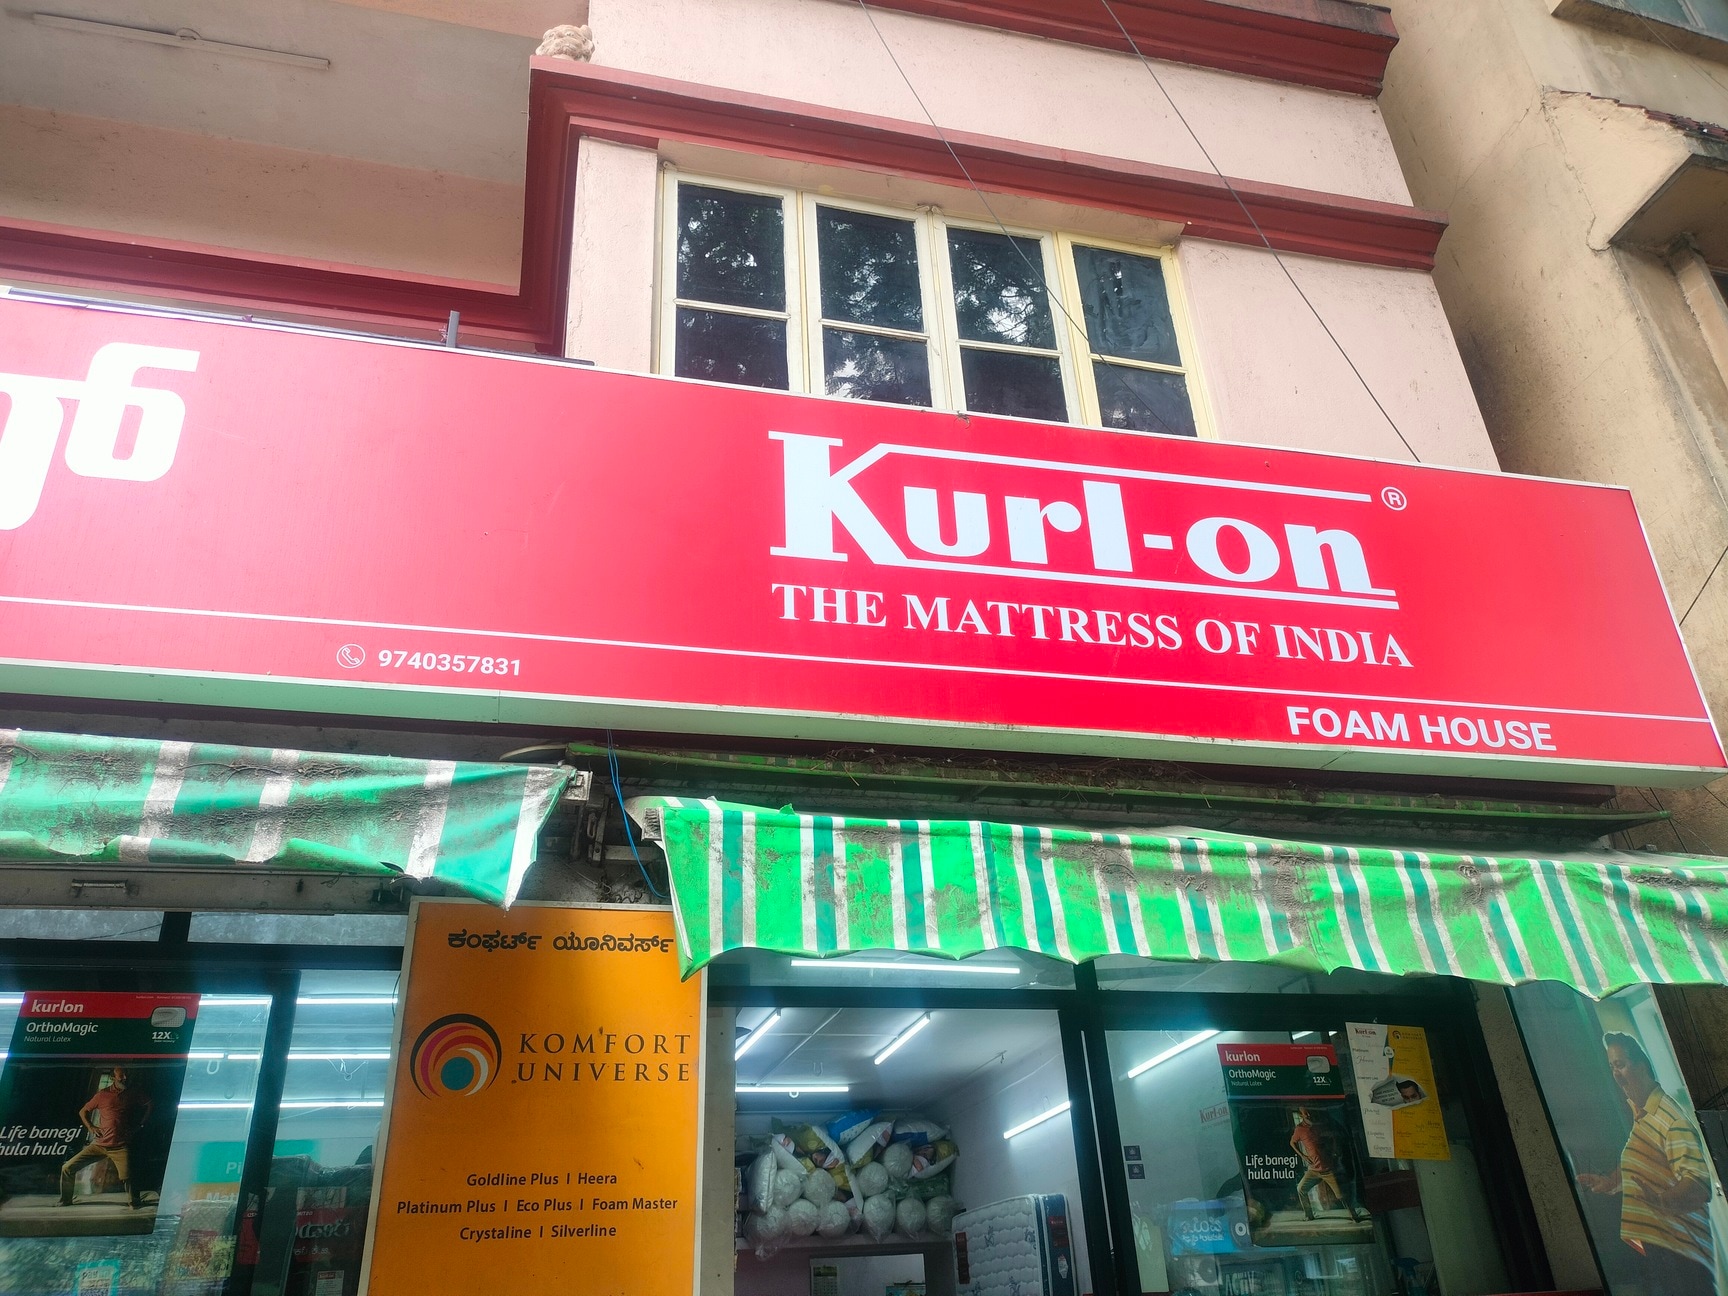 Kurl-on®
THE MATTRESS OF INDIA
9740357831
FOAM HOUSE
ಕಂಫರ್ಟ್ ಯೂನಿವರ್ಸ್
KOMFORT
UNIVERSE
Goldline Plus I Heera
Platinum Plus I Eco Plus I Foam Master
Crystaline I Silverline
kurlon
OrthoMagic
Natural Latex
12X
Life banegi
hula hula
kurlon
OrthoMagic
Natural Latex
12X
Life banegi
hula hula
Kurl-on